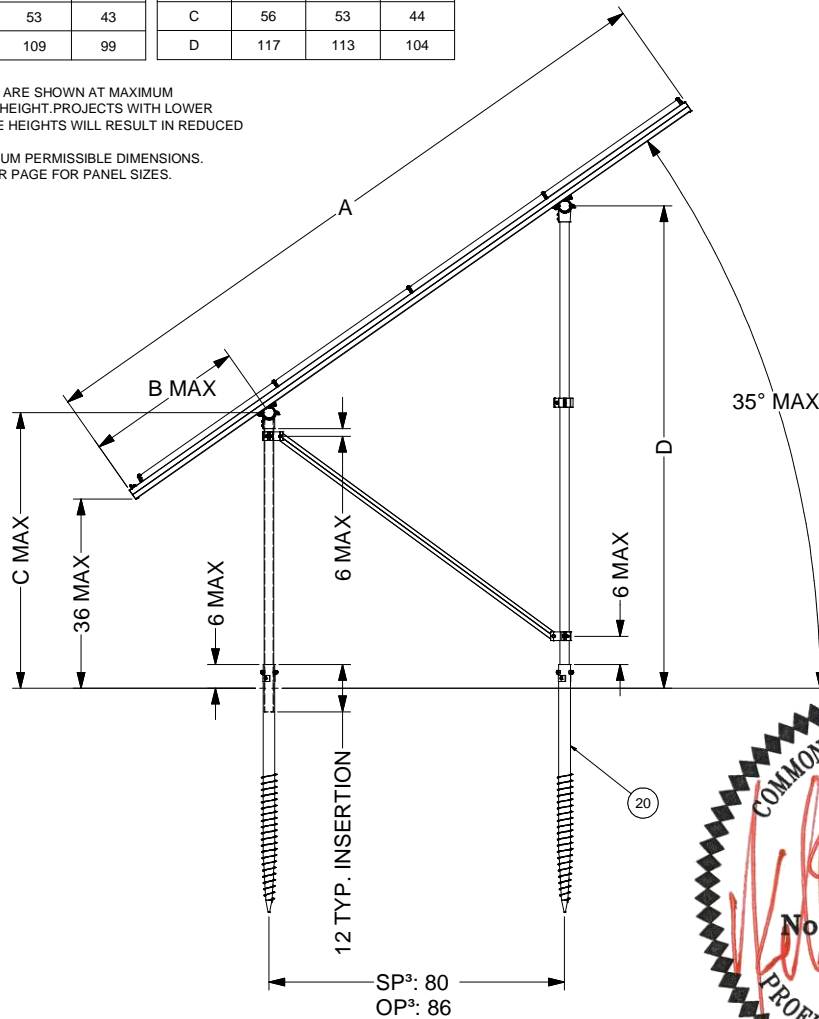 53 43
109 99
C 56 53 44
D 117 113 104
ARE SHOWN AT MAXIMUM
HEIGHT.PROJECTS WITH LOWER
HEIGHTS WILL RESULT IN REDUCED
PERMISSIBLE DIMENSIONS.
PAGE FOR PANEL SIZES.
A
B MAX
35° MAX
D
C MAX
36 MAX
6 MAX
6 MAX
6 MAX
12 TYP. INSERTION
20
SP³: 80
OP³: 86
No